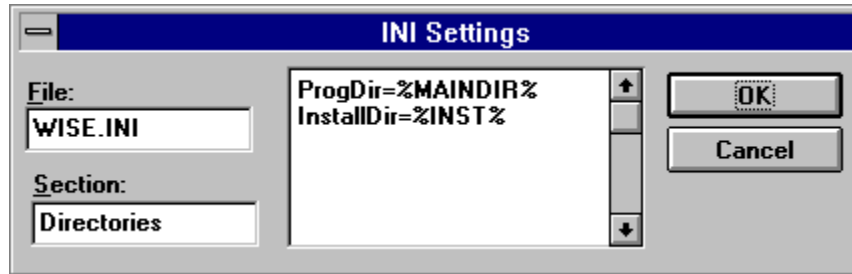 INI Settings
File:
WISE.INI
Section:
Directories
ProgDir=%MAINDIR%
InstallDir=%INST%
OK
Cancel